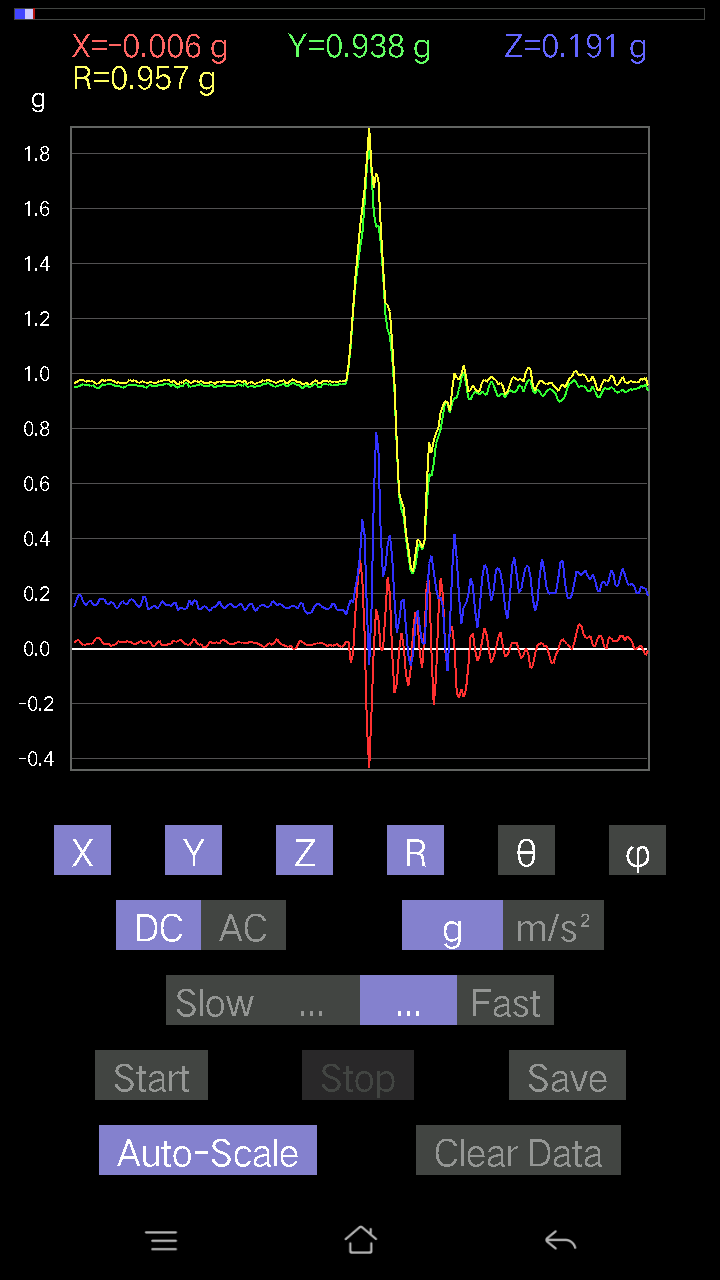 X=-0.006 g Y=0.938 g Z=0.191 g
R=0.957 g
g
1.8
1.6
1.4
1.2
1.0
0.8
0.6
0.4
0.2
0.0
-0.2
-0.4
X Y Z R θ φ
DC AC g m/s²
Slow ... ... Fast
Start Stop Save
Auto-Scale Clear Data